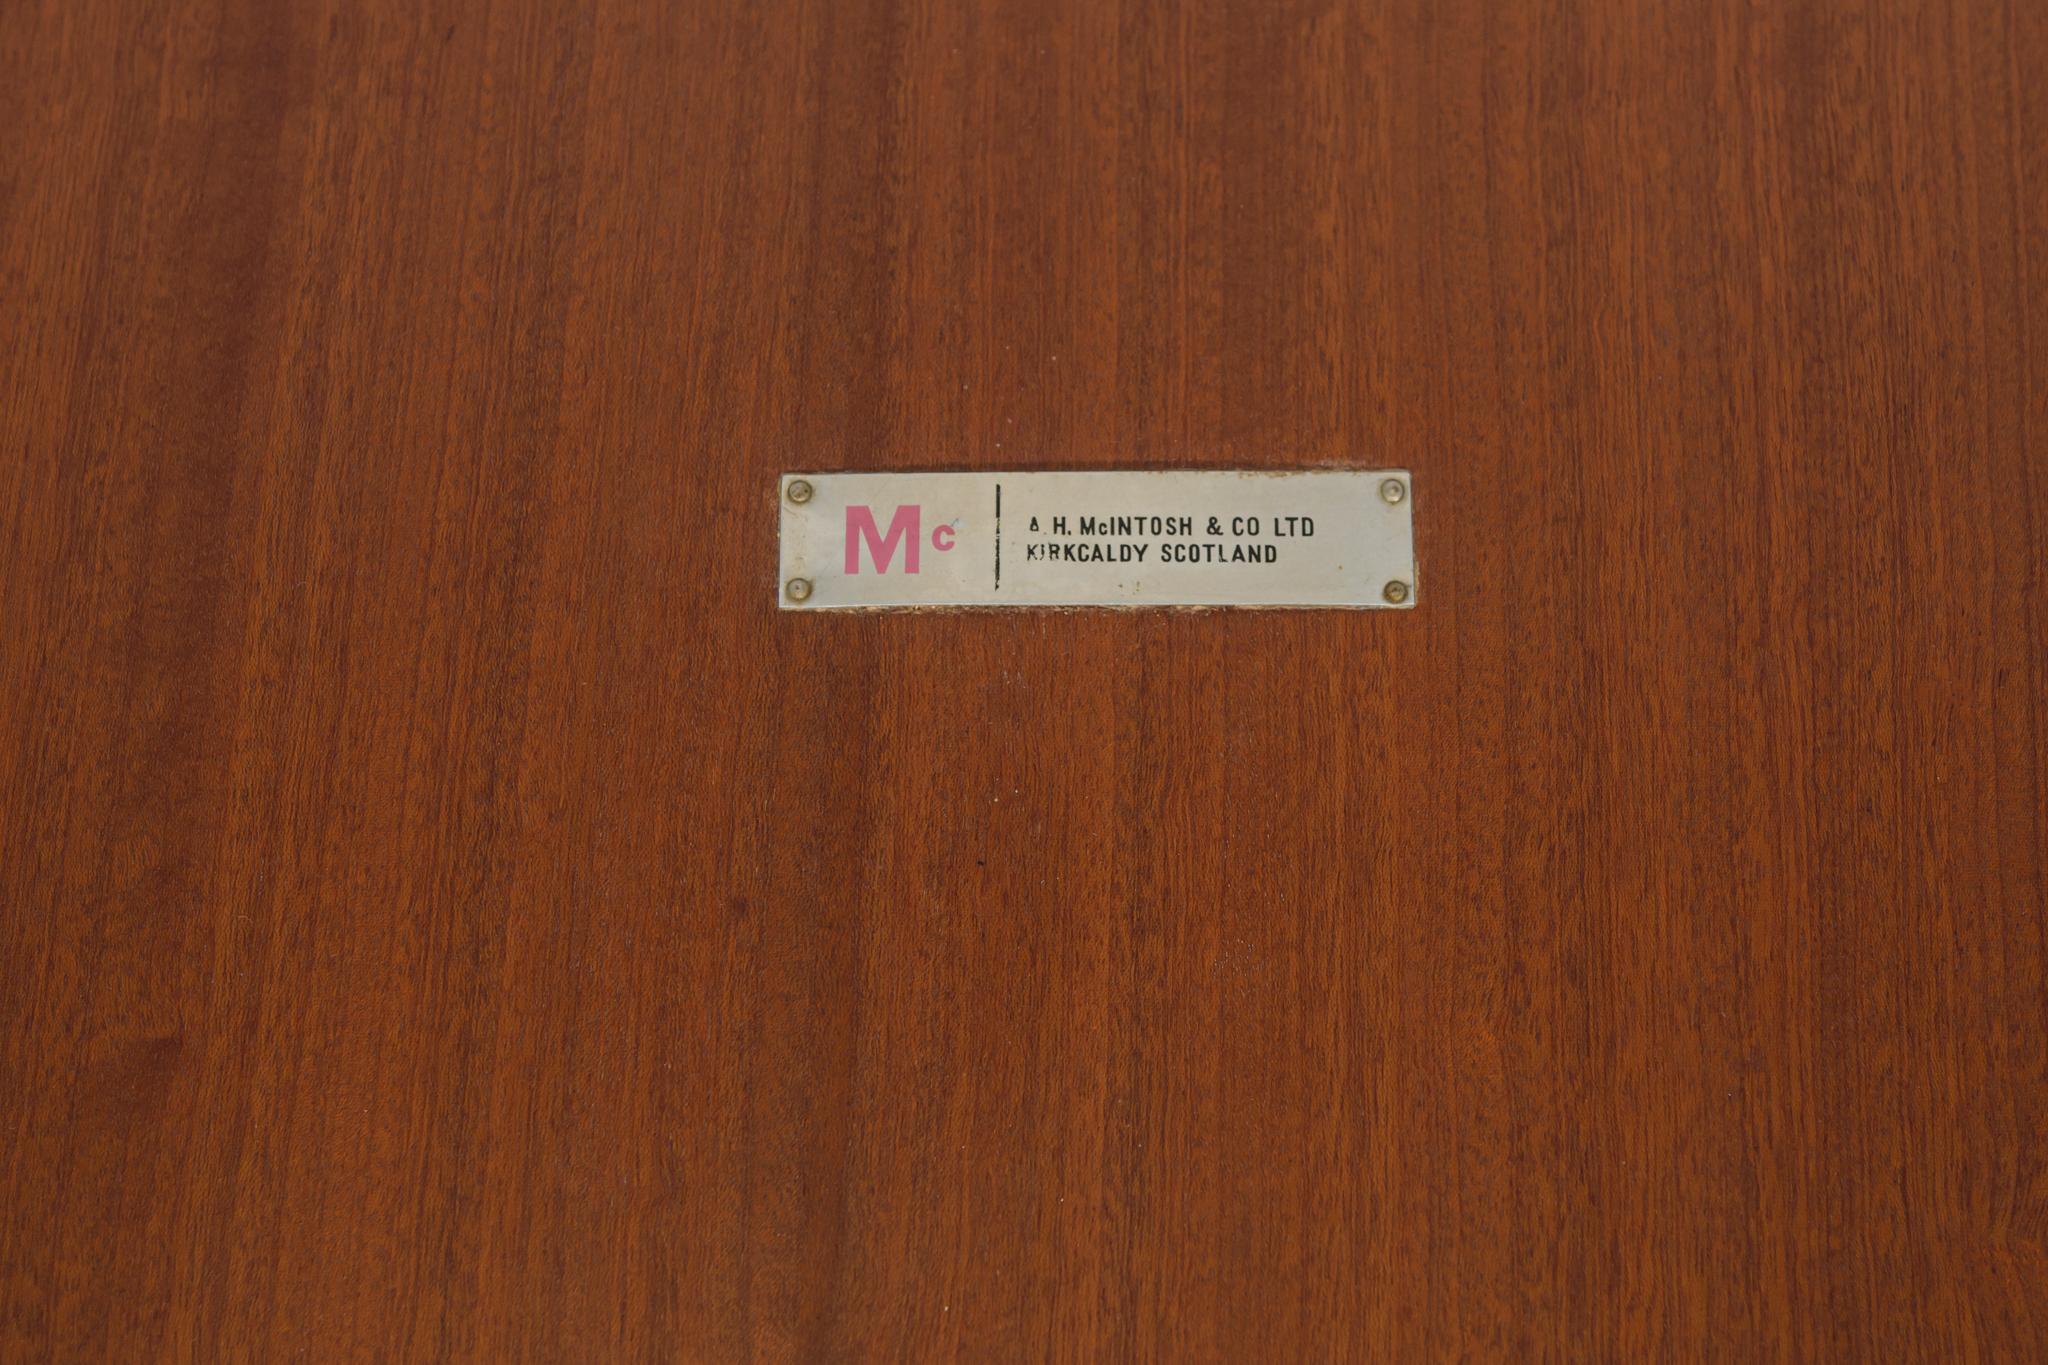 Mc
A. H. McINTOSH & CO LTD
KIRKCALDY SCOTLAND